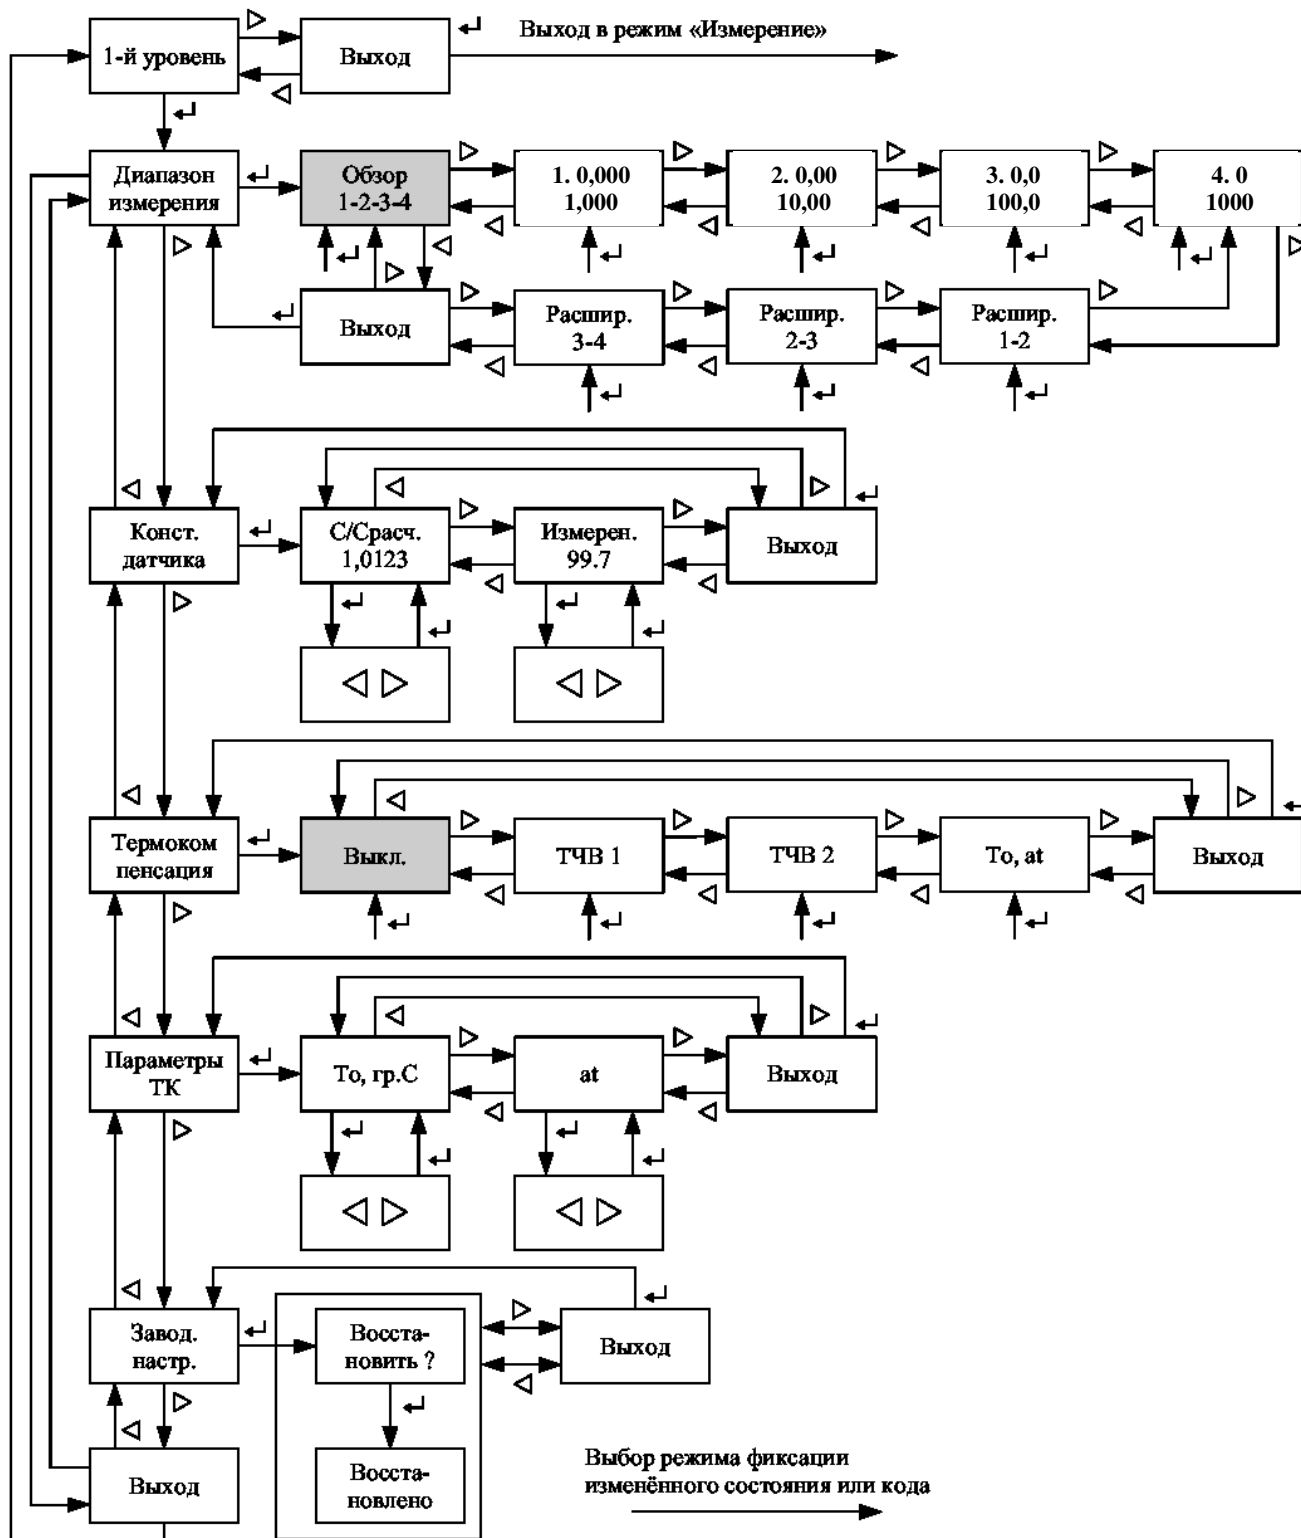 1-й уровень
Выход
Выход в режим «Измерение»
Диапазон
измерения
Обзор
1-2-3-4
1. 0,000
1,000
2. 0,00
10,00
3. 0,0
100,0
4. 0
1000
Выход
Расшир.
3-4
Расшир.
2-3
Расшир.
1-2
Конст.
датчика
С/Срасч.
1,0123
Измерен.
99.7
Выход
Термоком
пенсация
Выкл.
ТЧВ 1
ТЧВ 2
То, at
Выход
Параметры
ТК
То, гр.С
at
Выход
Завод.
настр.
Восста-
новить ?
Выход
Выход
Восста-
новлено
Выбор режима фиксации
изменённого состояния или кода